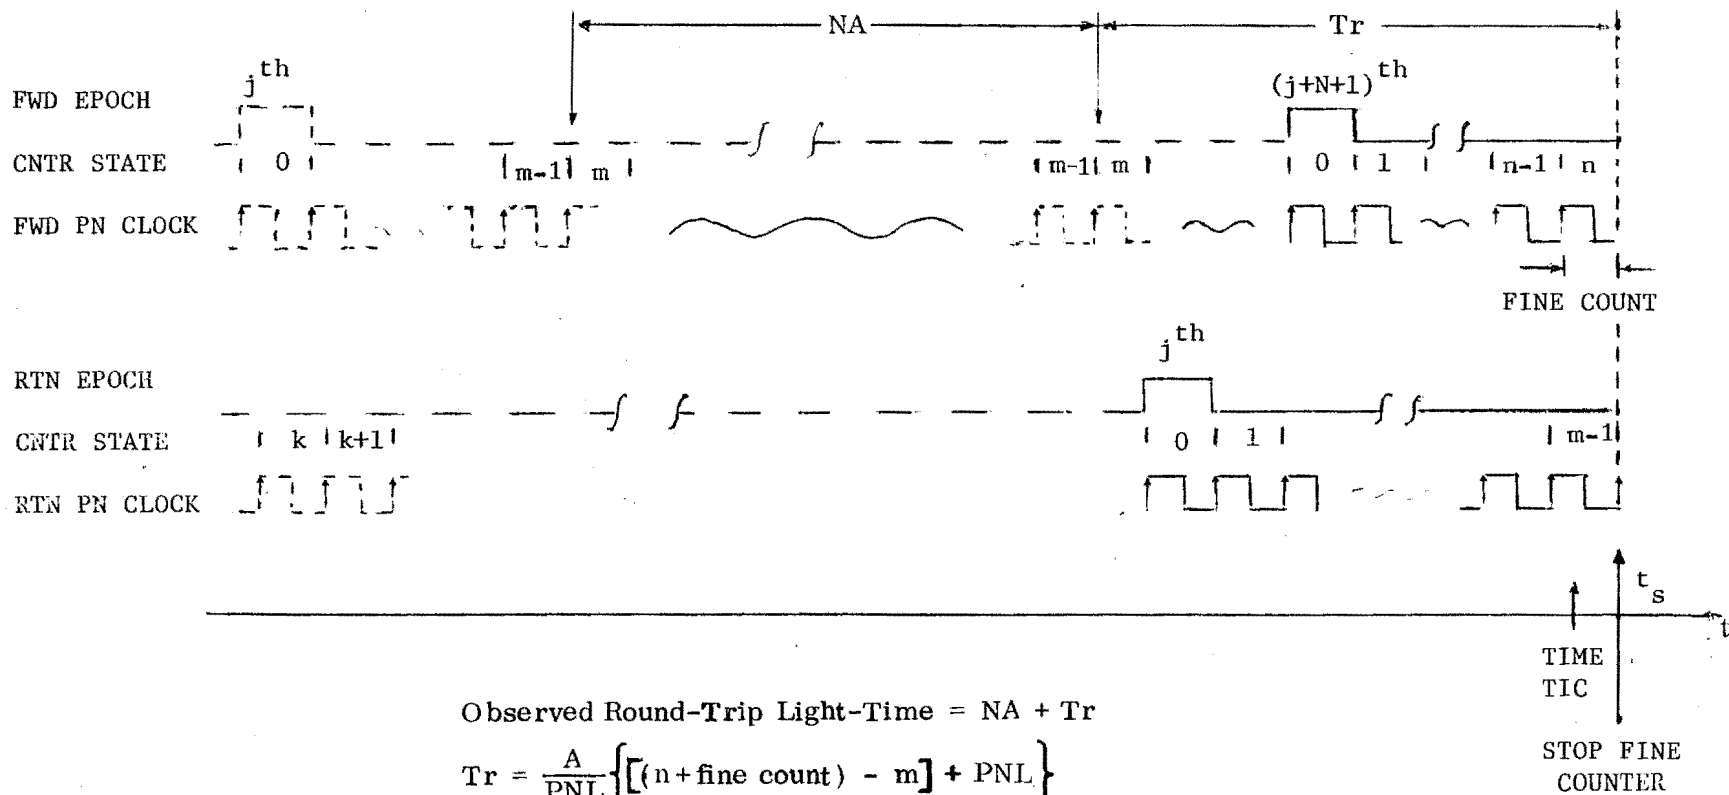 NA
Tr
j th
(j+N+1) th
FWD EPOCH
CNTR STATE
0
m-1
m
m-1
m
0
1
n-1
n
FWD PN CLOCK
FINE COUNT
j th
RTN EPOCH
CNTR STATE
k
k+1
0
1
m-1
RTN PN CLOCK
t s
t
TIME
TIC
Observed Round-Trip Light-Time = NA + Tr
Tr = A/PNL {[(n+fine count) - m] + PNL}
STOP FINE
COUNTER